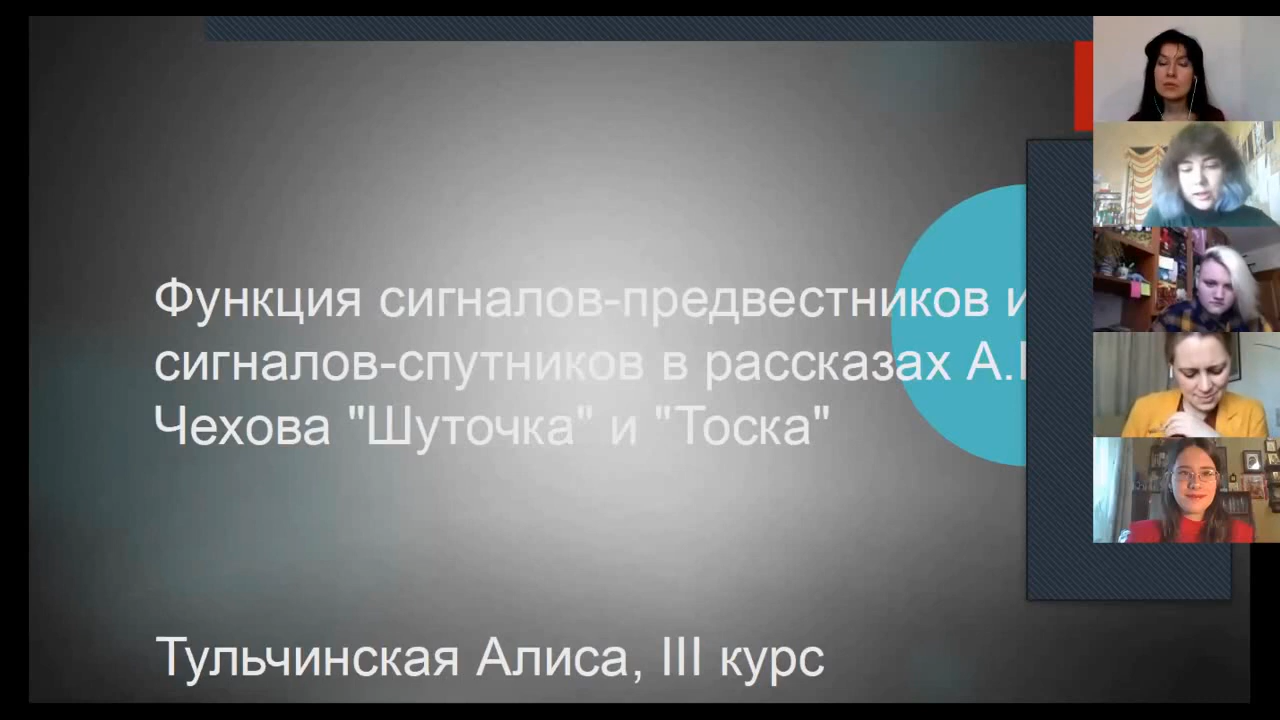 Функция сигналов-предвестников и
сигналов-спутников в рассказах А.
Чехова "Шуточка" и "Тоска"
Тульчинская Алиса, III курс